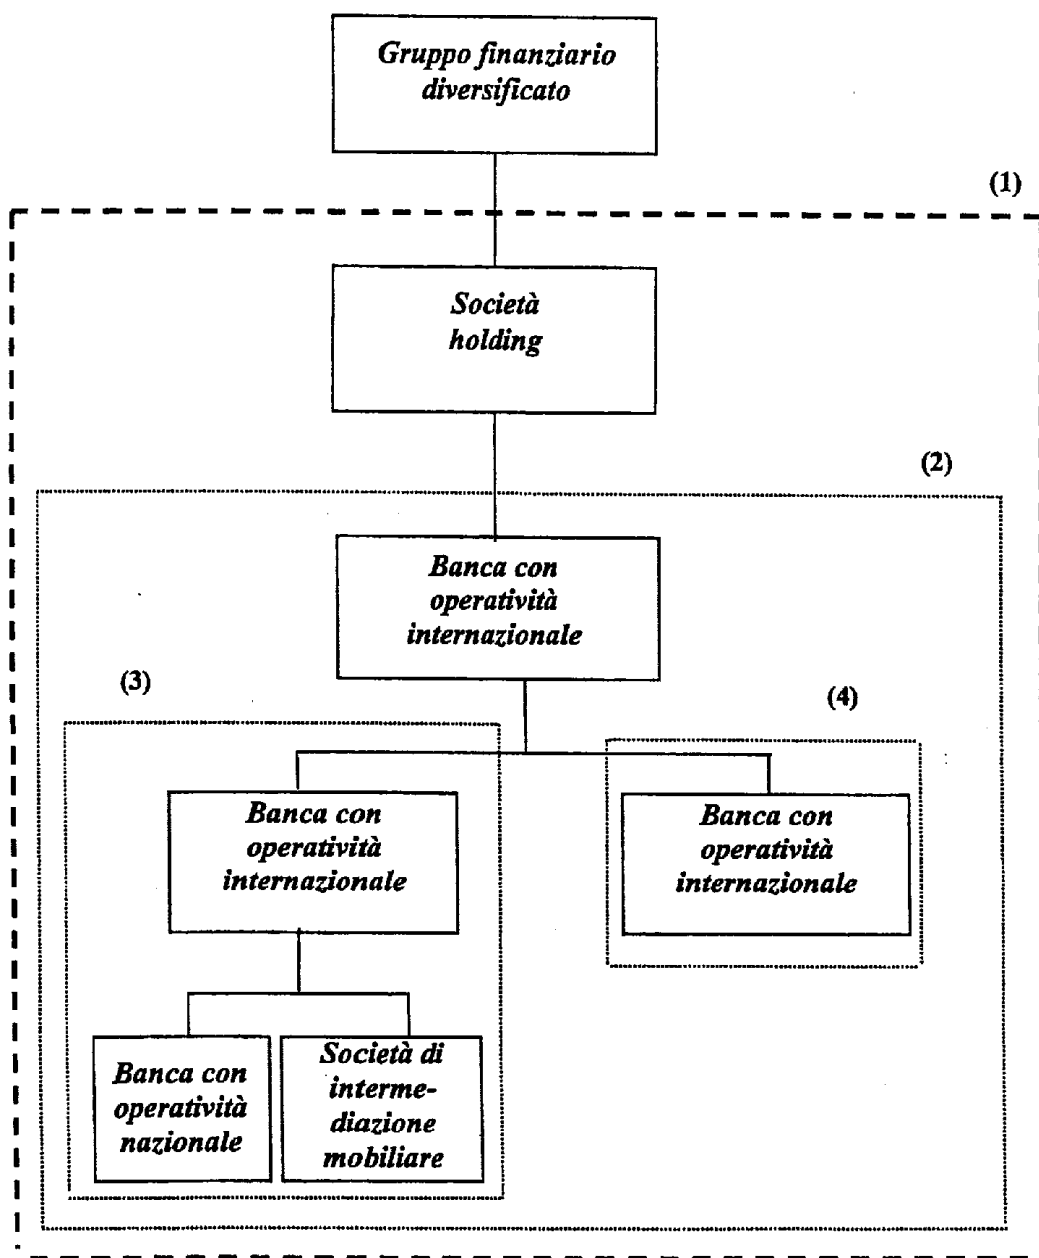 Gruppo finanziario
diversificato
(1)
Società
holding
(2)
Banca con
operatività
internazionale
(3)
(4)
Banca con
operatività
internazionale
Banca con
operatività
internazionale
Banca con
operatività
nazionale
Società di
interme-
diazione
mobiliare